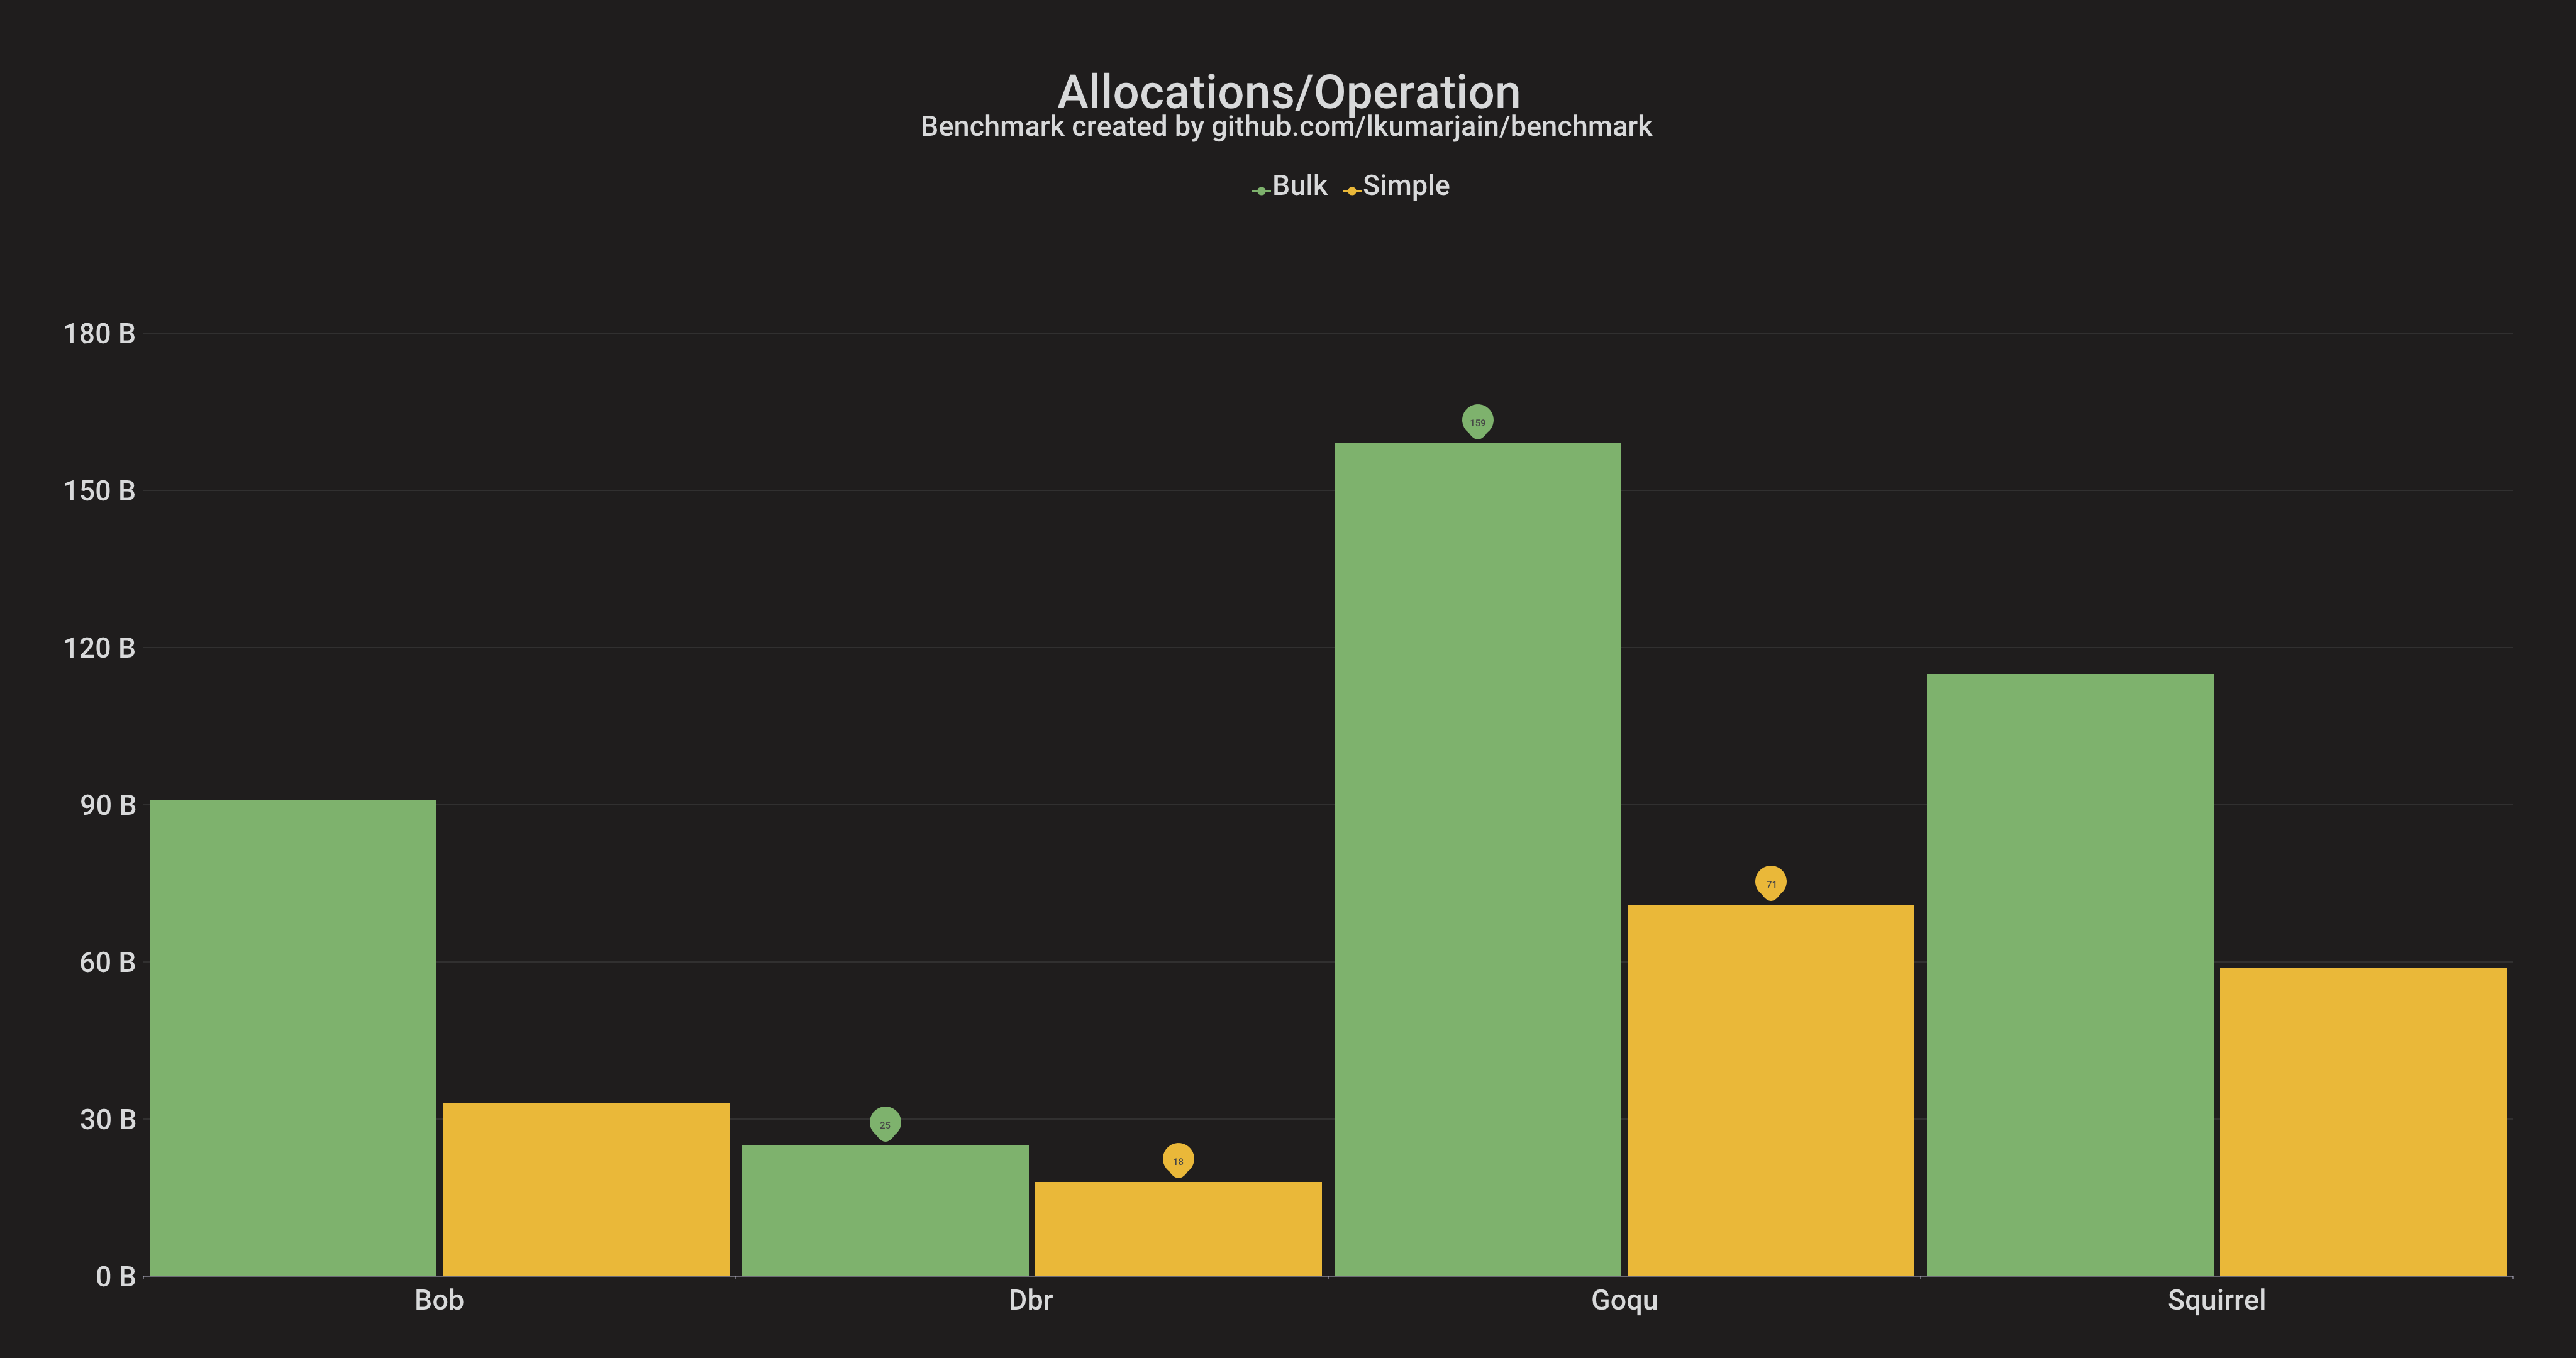 Allocations/Operation
Benchmark created by github.com/lkumarjain/benchmark
Bulk Simple
180 B
150 B
120 B
90 B
60 B
30 B
0 B
159
71
25
18
Bob Dbr Goqu Squirrel